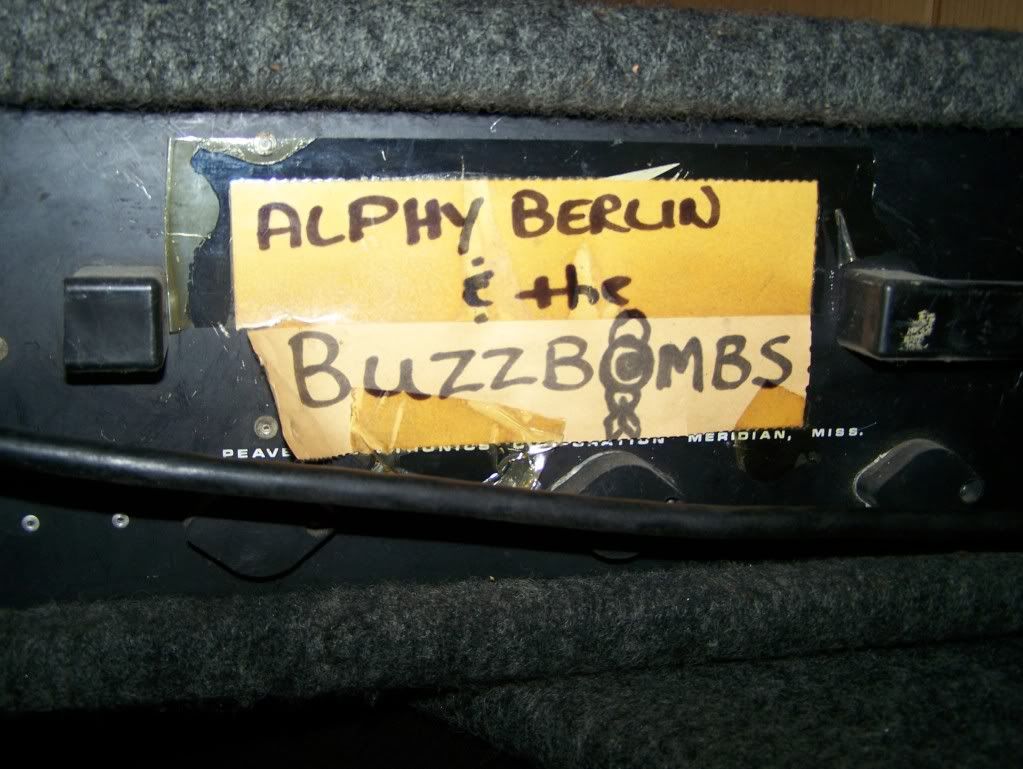 ALPHY BERLIN
& the
BUZZBOMBS
MERIDIAN, MISS.